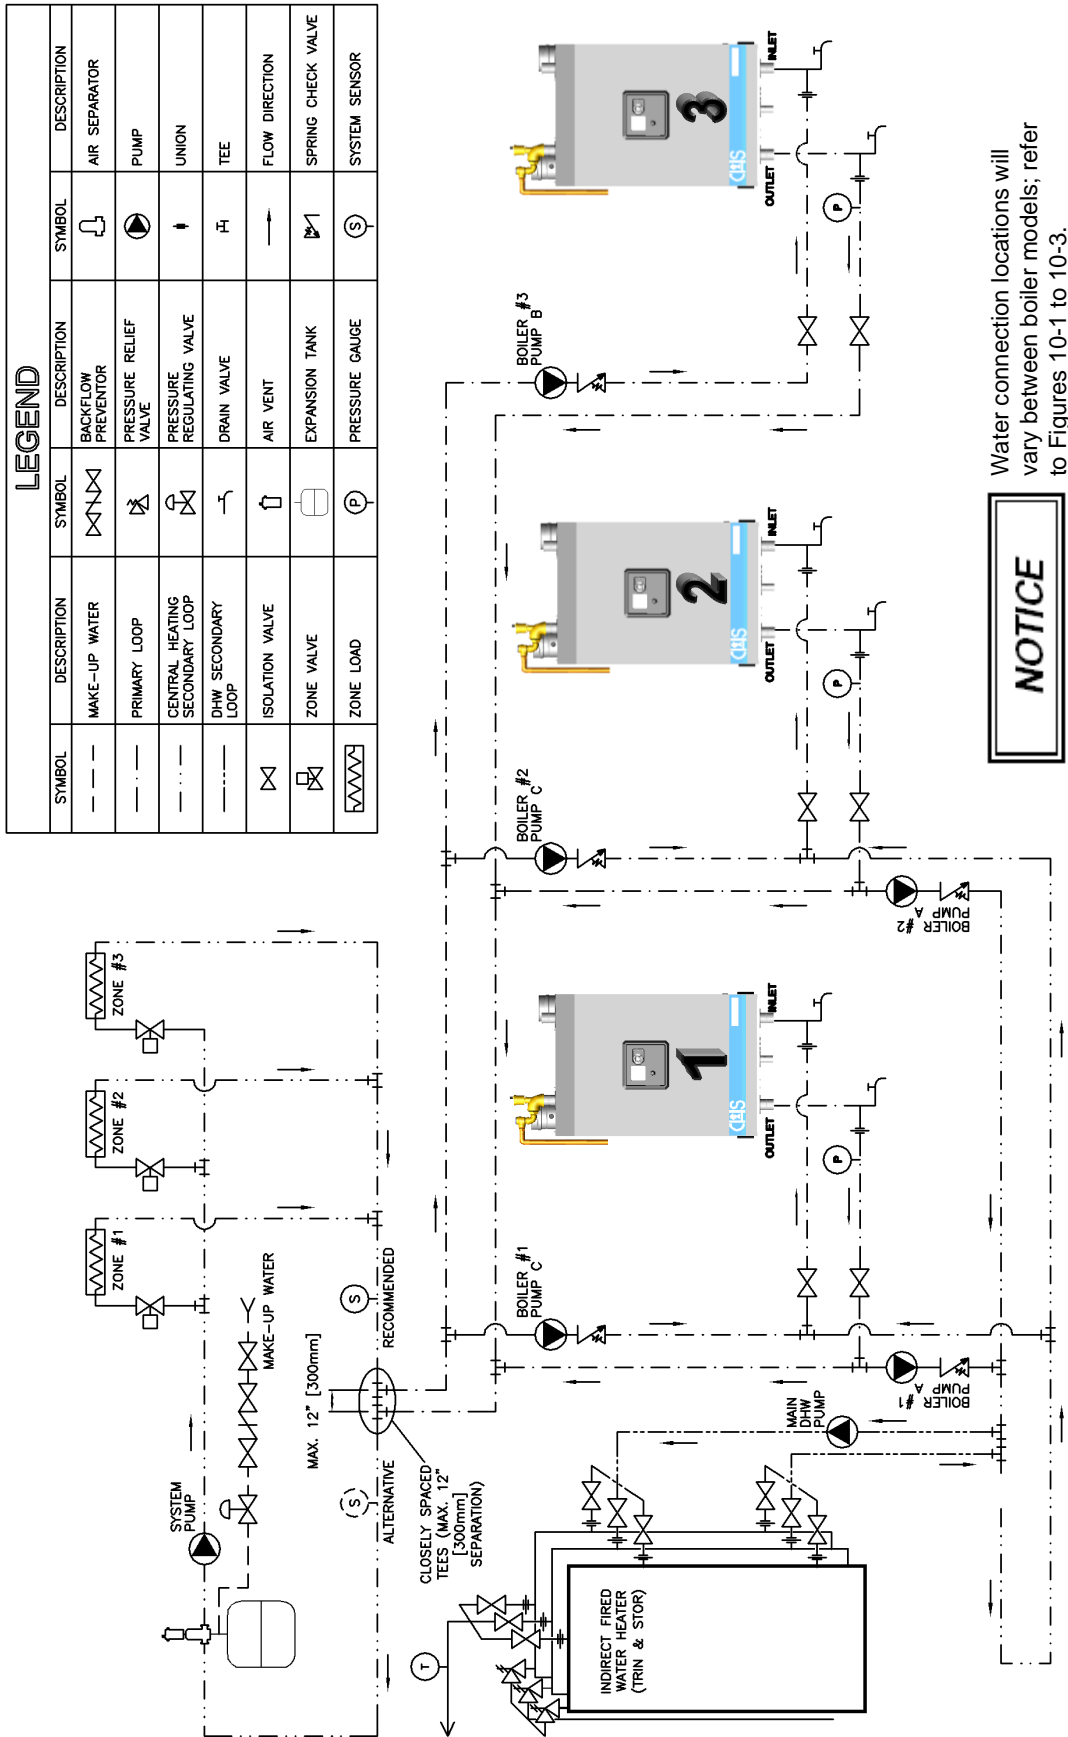 LEGEND
SYMBOL DESCRIPTION SYMBOL DESCRIPTION SYMBOL DESCRIPTION
MAKE-UP WATER
BACKFLOW
PREVENTOR
AIR SEPARATOR
PRIMARY LOOP
PRESSURE RELIEF
VALVE
PUMP
CENTRAL HEATING
SECONDARY LOOP
PRESSURE
REGULATING VALVE
UNION
DHW SECONDARY
LOOP
DRAIN VALVE
TEE
ISOLATION VALVE
AIR VENT
FLOW DIRECTION
ZONE VALVE
EXPANSION TANK
SPRING CHECK VALVE
ZONE LOAD
P
PRESSURE GAUGE
S
SYSTEM SENSOR
ZONE #1
ZONE #2
ZONE #3
SYSTEM
PUMP
MAKE-UP WATER
MAX. 12" [300mm]
S
ALTERNATIVE
S
RECOMMENDED
CLOSELY SPACED
TEES (MAX. 12"
[300mm]
SEPARATION)
T
INDIRECT FIRED
WATER HEATER
(TRIN & STOR)
MAIN
DHW
PUMP
BOILER #1
PUMP C
BOILER #2
PUMP C
BOILER #3
PUMP B
1
2
3
OUTLET
INLET
OUTLET
INLET
OUTLET
INLET
P
P
P
BOILER #1
PUMP A
BOILER #2
PUMP A
NOTICE
Water connection locations will
vary between boiler models; refer
to Figures 10-1 to 10-3.